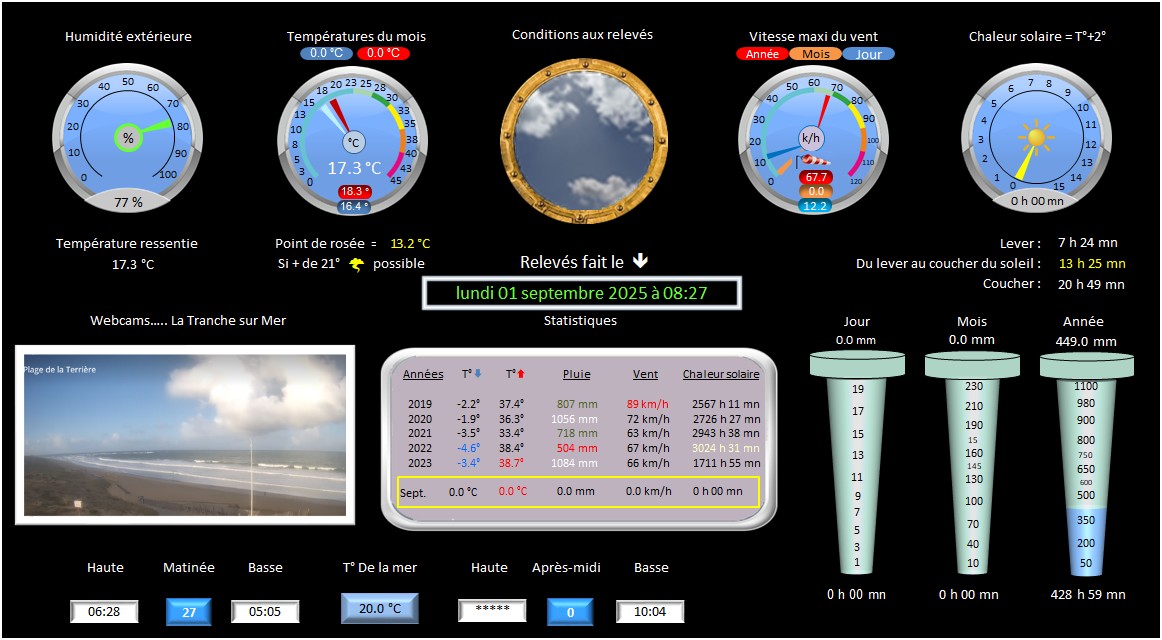 Humidité extérieure
Températures du mois
Conditions aux relevés
Vitesse maxi du vent
Chaleur solaire = T°+2°
0.0 °C 0.0 °C
Année Mois Jour
0 10 20 30 40 50 60 70 80 90 100
%
77 %
0 3 5 8 10 13 15 18 20 23 25 28 30 33 35 38 40 43 45
°C
17.3 °C
18.3 °
16.4 °
0 10 20 30 40 50 60 70 80 90 100 110 120
k/h
67.7
0.0
12.2
0 1 2 3 4 5 6 7 8 9 10 11 12 13 14 15
0 h 00 mn
Température ressentie
17.3 °C
Point de rosée = 13.2 °C
Si + de 21° possible
Relevés fait le
lundi 01 septembre 2025 à 08:27
Lever : 7 h 24 mn
Du lever au coucher du soleil : 13 h 25 mn
Coucher : 20 h 49 mn
Webcams..... La Tranche sur Mer
Plage de la Terrière
Statistiques
Années T° T° Pluie Vent Chaleur solaire
2019 -2.2° 37.4° 807 mm 89 km/h 2567 h 11 mn
2020 -1.9° 36.3° 1056 mm 72 km/h 2726 h 27 mn
2021 -3.5° 33.4° 718 mm 63 km/h 2943 h 38 mn
2022 -4.6° 38.4° 504 mm 67 km/h 3024 h 31 mn
2023 -3.4° 38.7° 1084 mm 66 km/h 1711 h 55 mn
Sept. 0.0 °C 0.0 °C 0.0 mm 0.0 km/h 0 h 00 mn
Jour
0.0 mm
19
17
15
13
11
9
7
5
3
1
0 h 00 mn
Mois
0.0 mm
230
210
190
15
160
145
130
100
70
40
10
0 h 00 mn
Année
449.0 mm
1100
980
900
800
750
650
600
500
350
200
50
428 h 59 mn
Haute Matinée Basse T° De la mer Haute Après-midi Basse
06:28 27 05:05 20.0 °C ***** 0 10:04